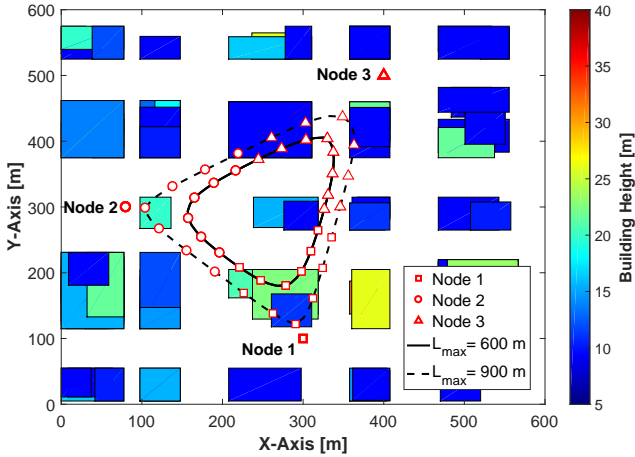 600
500
400
300
200
100
0
0 100 200 300 400 500 600
Y-Axis [m]
X-Axis [m]
Node 3
Node 2
Node 1
Node 1
Node 2
Node 3
L_max= 600 m
L_max= 900 m
40
35
30
25
20
15
10
5
Building Height [m]